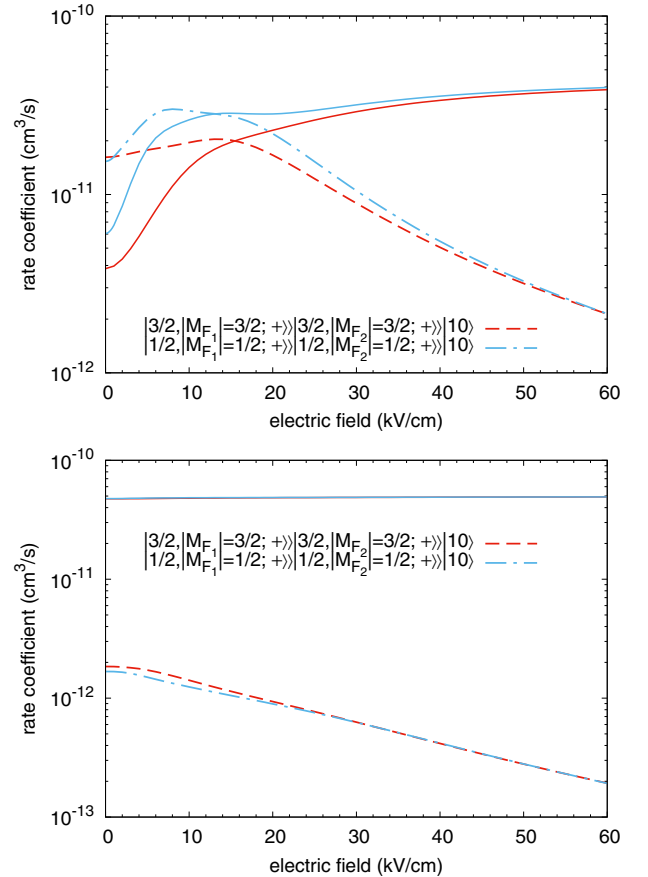 10⁻¹⁰
10⁻¹¹
10⁻¹²
rate coefficient (cm³/s)
|3/2,|M_F₁|=3/2; +⟩⟩|3/2,|M_F₂|=3/2; +⟩⟩|10⟩
|1/2,|M_F₁|=1/2; +⟩⟩|1/2,|M_F₂|=1/2; +⟩⟩|10⟩
0 10 20 30 40 50 60
electric field (kV/cm)
10⁻¹⁰
10⁻¹¹
10⁻¹²
10⁻¹³
rate coefficient (cm³/s)
|3/2,|M_F₁|=3/2; +⟩⟩|3/2,|M_F₂|=3/2; +⟩⟩|10⟩
|1/2,|M_F₁|=1/2; +⟩⟩|1/2,|M_F₂|=1/2; +⟩⟩|10⟩
0 10 20 30 40 50 60
electric field (kV/cm)